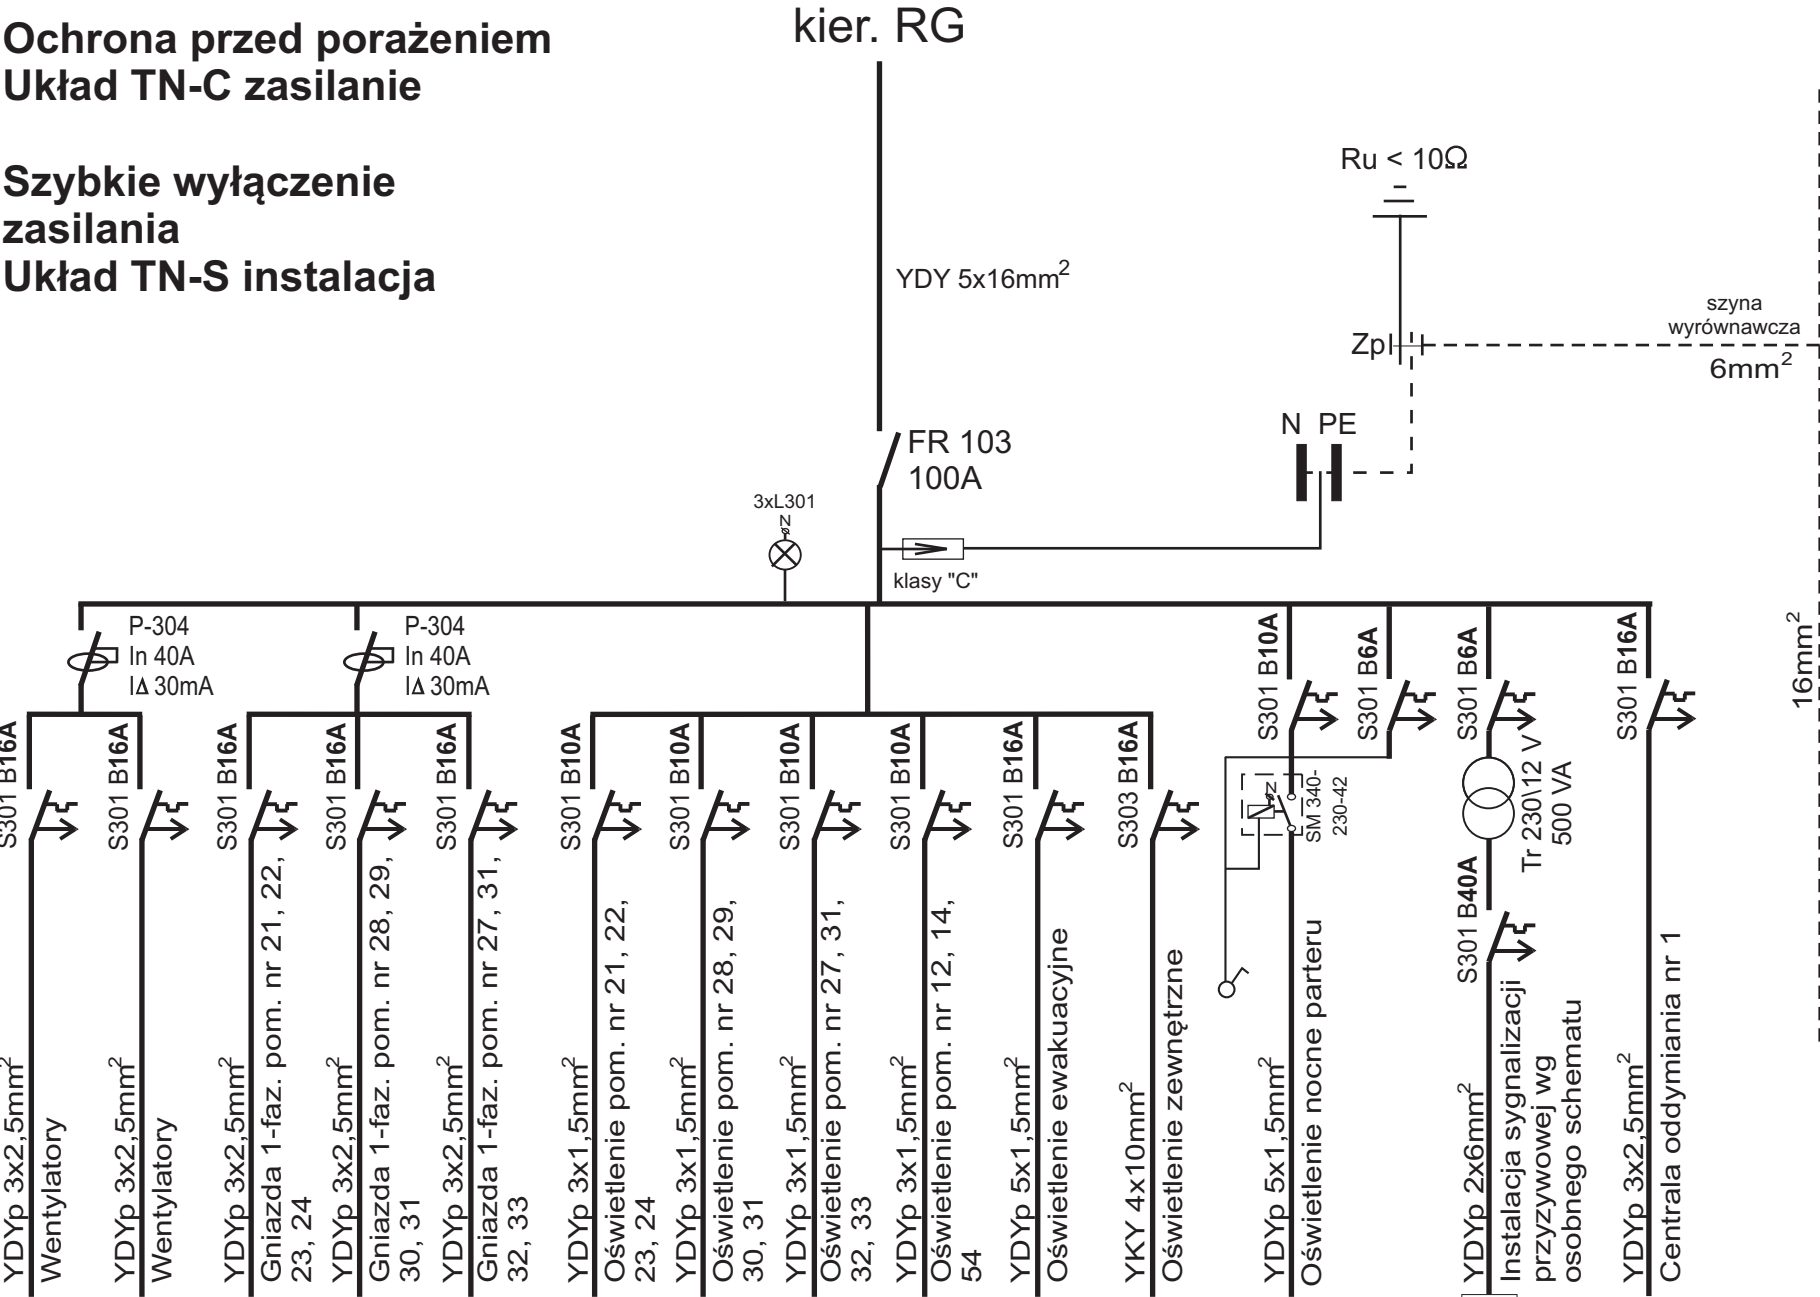 Ochrona przed porażeniem
Układ TN-C zasilanie
Szybkie wyłączenie
zasilania
Układ TN-S instalacja
kier. RG
YDY 5x16mm²
Ru < 10Ω
Zp
szyna
wyrównawcza
6mm²
16mm²
N PE
FR 103
100A
3xL301
N
klasy "C"
P-304
In 40A
I∆ 30mA
P-304
In 40A
I∆ 30mA
S301 B16A
YDYp 3x2,5mm²
Wentylatory
S301 B16A
YDYp 3x2,5mm²
Wentylatory
S301 B16A
YDYp 3x2,5mm²
Gniazda 1-faz. pom. nr 21, 22,
23, 24
S301 B16A
YDYp 3x2,5mm²
Gniazda 1-faz. pom. nr 28, 29,
30, 31
S301 B16A
YDYp 3x2,5mm²
Gniazda 1-faz. pom. nr 27, 31,
32, 33
S301 B10A
YDYp 3x1,5mm²
Oświetlenie pom. nr 21, 22,
23, 24
S301 B10A
YDYp 3x1,5mm²
Oświetlenie pom. nr 28, 29,
30, 31
S301 B10A
YDYp 3x1,5mm²
Oświetlenie pom. nr 27, 31,
32, 33
S301 B10A
YDYp 3x1,5mm²
Oświetlenie pom. nr 12, 14,
54
S301 B16A
YDYp 5x1,5mm²
Oświetlenie ewakuacyjne
S303 B16A
YKY 4x10mm²
Oświetlenie zewnętrzne
S301 B10A
N
SM 340-
230-42
YDYp 5x1,5mm²
Oświetlenie nocne parteru
S301 B6A
S301 B6A
Tr 230\12 V
500 VA
S301 B40A
YDYp 2x6mm²
Instalacja sygnalizacji
przyzywowej wg
osobnego schematu
S301 B16A
YDYp 3x2,5mm²
Centrala oddymiania nr 1